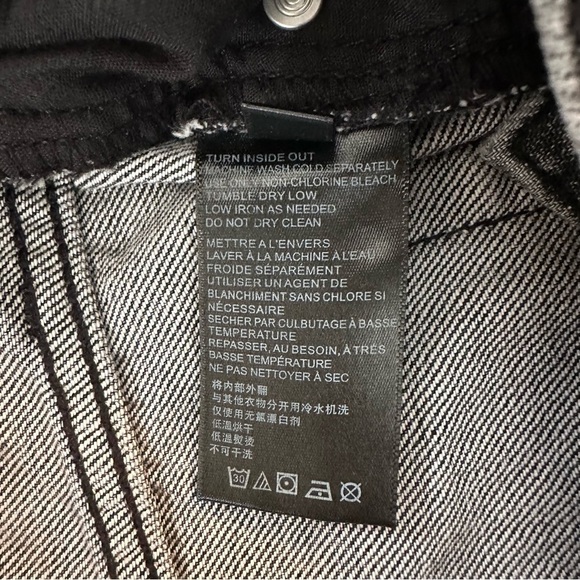 TURN INSIDE OUT
MACHINE WASH COLD SEPARATELY
USE ONLY NON-CHLORINE BLEACH
TUMBLE DRY LOW
LOW IRON AS NEEDED
DO NOT DRY CLEAN
METTRE A L'ENVERS
LAVER À LA MACHINE À L'EAU
FROIDE SÉPARÉMENT
UTILISER UN AGENT DE
BLANCHIMENT SANS CHLORE SI
NÉCESSAIRE
SECHER PAR CULBUTAGE À BASSE
TEMPERATURE
REPASSER, AU BESOIN, À TRÈS
BASSE TEMPÉRATURE
NE PAS NETTOYER À SEC
将内部外翻
与其他衣物分开用冷水机洗
仅使用无氯漂白剂
低温烘干
低温熨烫
不可干洗
30